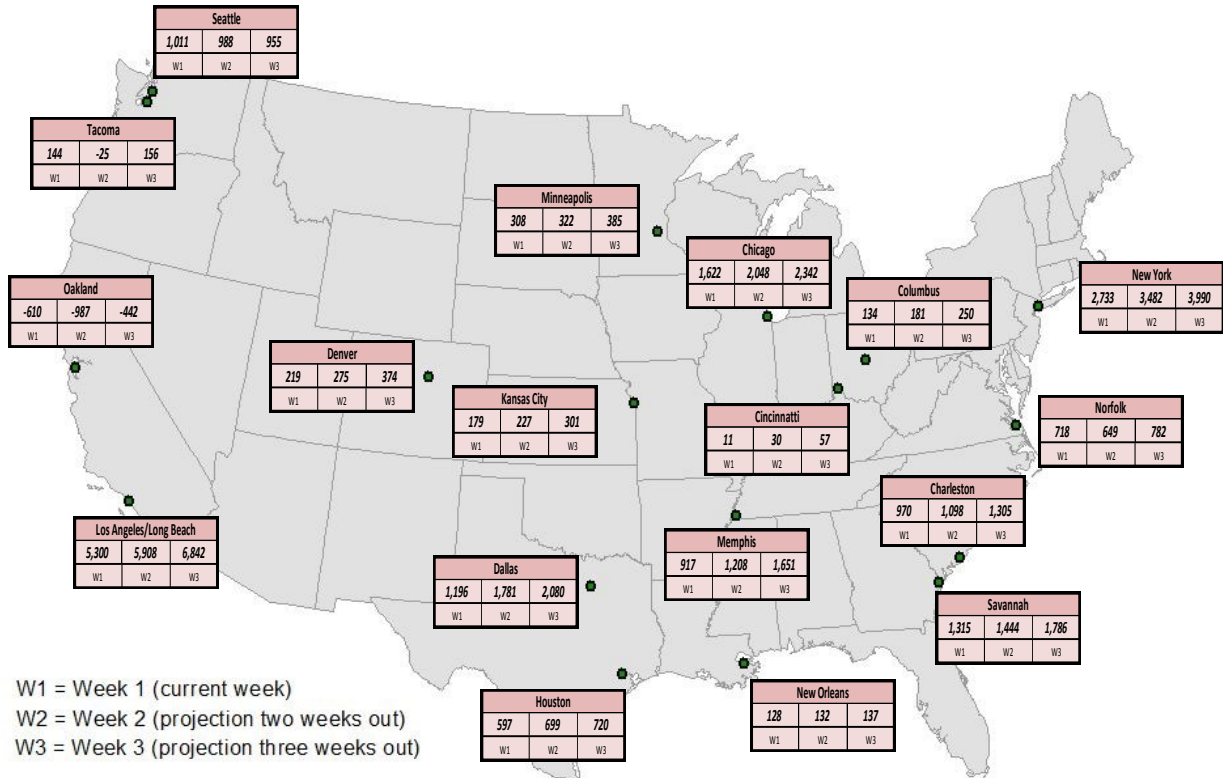 Seattle
1,011 988 955
W1 W2 W3
Tacoma
144 -25 156
W1 W2 W3
Minneapolis
308 322 385
W1 W2 W3
Chicago
1,622 2,048 2,342
W1 W2 W3
New York
2,733 3,482 3,990
W1 W2 W3
Oakland
-610 -987 -442
W1 W2 W3
Columbus
134 181 250
W1 W2 W3
Denver
219 275 374
W1 W2 W3
Kansas City
179 227 301
W1 W2 W3
Cincinnatti
11 30 57
W1 W2 W3
Norfolk
718 649 782
W1 W2 W3
Charleston
970 1,098 1,305
W1 W2 W3
Los Angeles/Long Beach
5,300 5,908 6,842
W1 W2 W3
Memphis
917 1,208 1,651
W1 W2 W3
Dallas
1,196 1,781 2,080
W1 W2 W3
Savannah
1,315 1,444 1,786
W1 W2 W3
Houston
597 699 720
W1 W2 W3
New Orleans
128 132 137
W1 W2 W3
W1 = Week 1 (current week)
W2 = Week 2 (projection two weeks out)
W3 = Week 3 (projection three weeks out)